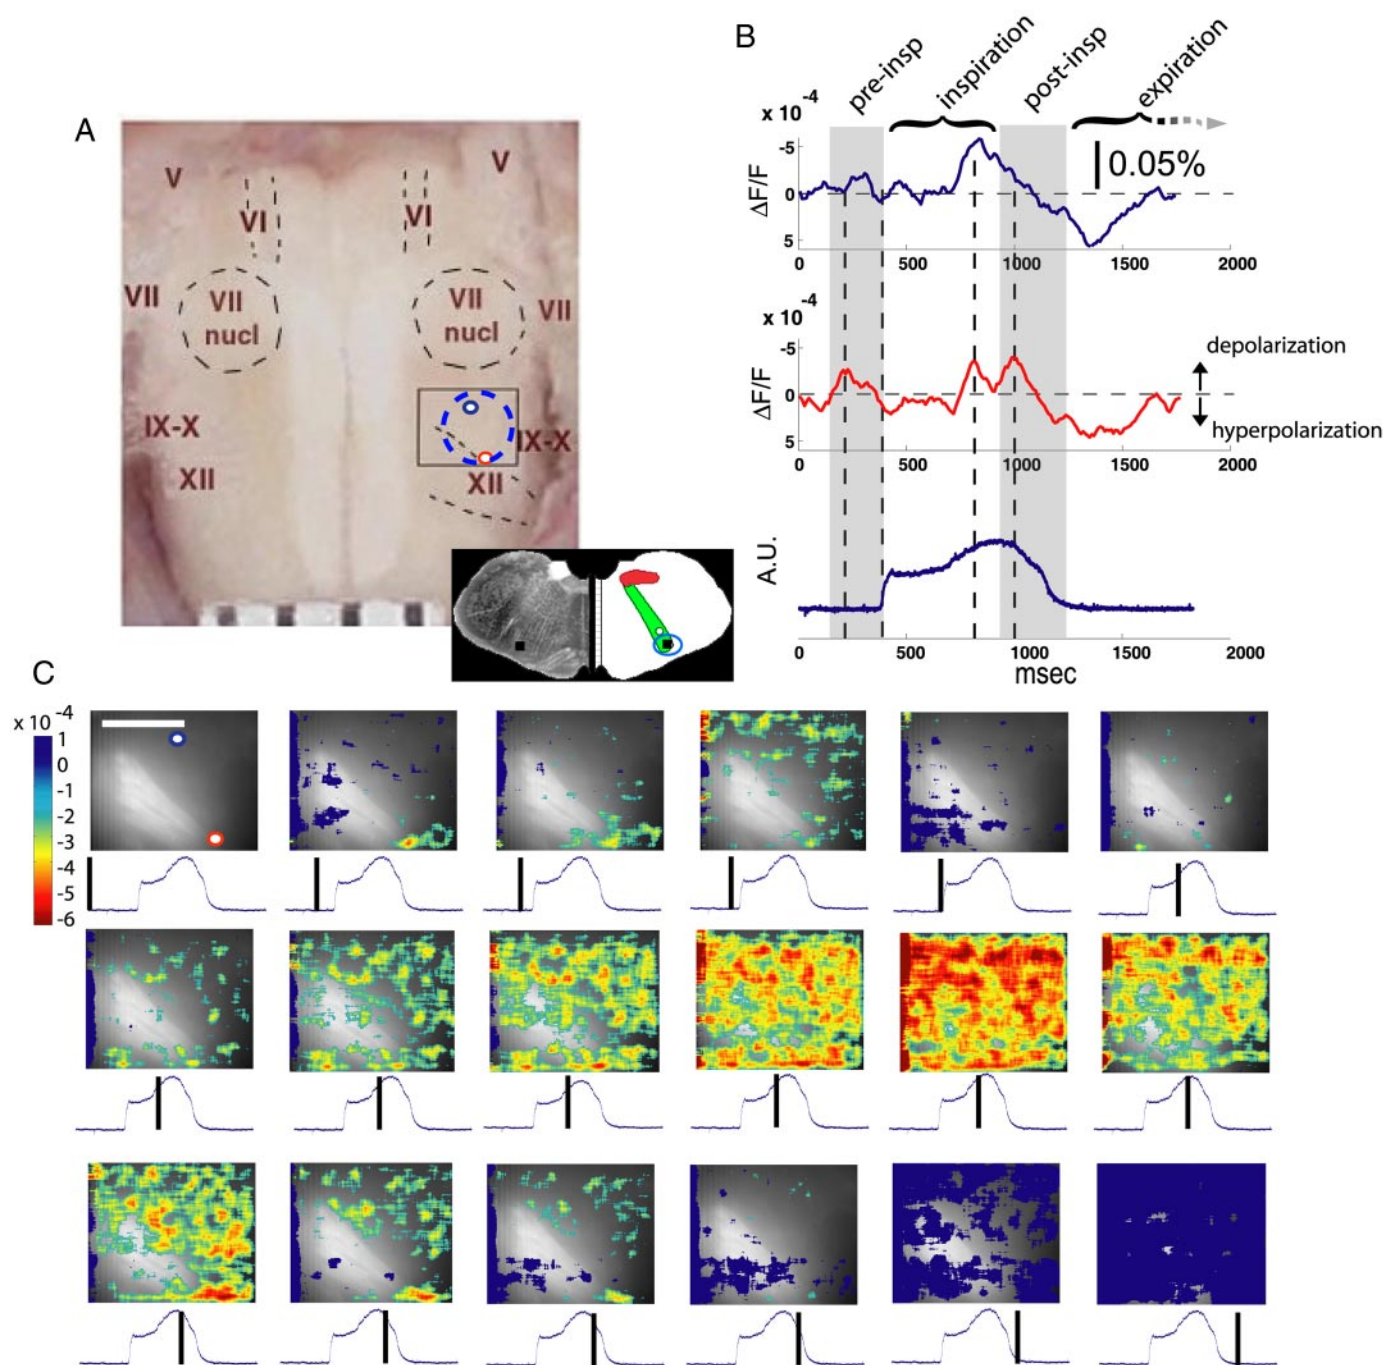 A
V
V
VI
VI
VII
VII
nucl
VII
nucl
VII
IX-X
IX-X
XII
XII
B
pre-insp
inspiration
post-insp
expiration
x 10 -4
-5
0
5
ΔF/F
0.05%
0 500 1000 1500 2000
x 10 -4
-5
0
5
ΔF/F
depolarization
hyperpolarization
0 500 1000 1500 2000
A.U.
0 500 1000 1500 2000
msec
C
x 10 -4
1
0
-1
-2
-3
-4
-5
-6